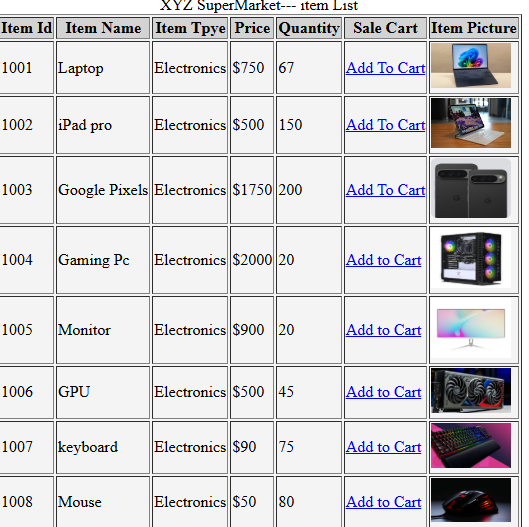 XYZ SuperMarket--- item List
Item Id Item Name Item Tpye Price Quantity Sale Cart Item Picture
1001 Laptop Electronics $750 67 Add To Cart
1002 iPad pro Electronics $500 150 Add To Cart
1003 Google Pixels Electronics $1750 200 Add To Cart
1004 Gaming Pc Electronics $2000 20 Add to Cart
1005 Monitor Electronics $900 20 Add to Cart
1006 GPU Electronics $500 45 Add to Cart
1007 keyboard Electronics $90 75 Add to Cart
1008 Mouse Electronics $50 80 Add to Cart